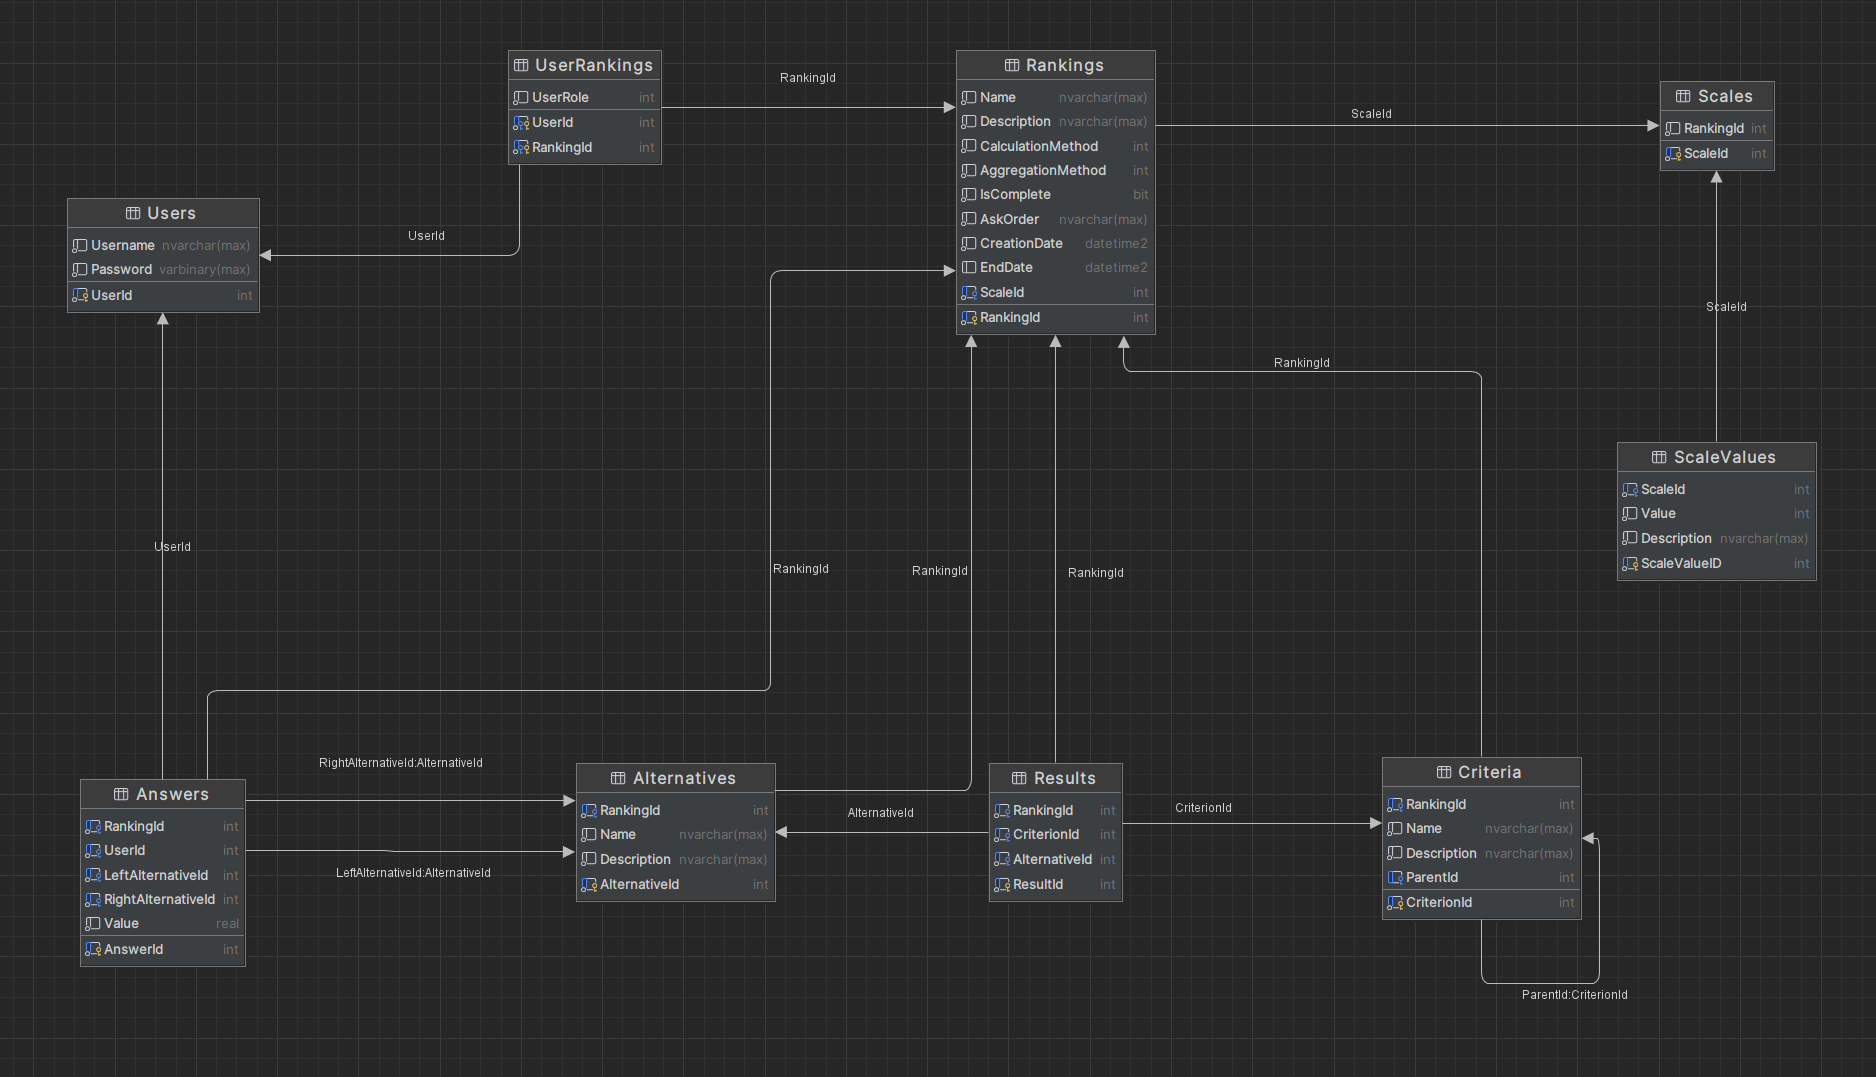 UserRankings
UserRole int
UserId int
RankingId int
RankingId
Rankings
Name nvarchar(max)
Description nvarchar(max)
CalculationMethod int
AggregationMethod int
IsComplete bit
AskOrder nvarchar(max)
CreationDate datetime2
EndDate datetime2
ScaleId int
RankingId int
ScaleId
Scales
RankingId int
ScaleId int
Users
Username nvarchar(max)
Password varbinary(max)
UserId int
UserId
ScaleId
RankingId
ScaleValues
ScaleId int
Value int
Description nvarchar(max)
ScaleValueID int
UserId
RankingId
RankingId
RankingId
RightAlternativeId:AlternativeId
LeftAlternativeId:AlternativeId
Answers
RankingId int
UserId int
LeftAlternativeId int
RightAlternativeId int
Value real
AnswerId int
Alternatives
RankingId int
Name nvarchar(max)
Description nvarchar(max)
AlternativeId int
AlternativeId
Results
RankingId int
CriterionId int
AlternativeId int
ResultId int
CriterionId
Criteria
RankingId int
Name nvarchar(max)
Description nvarchar(max)
ParentId int
CriterionId int
ParentId:CriterionId